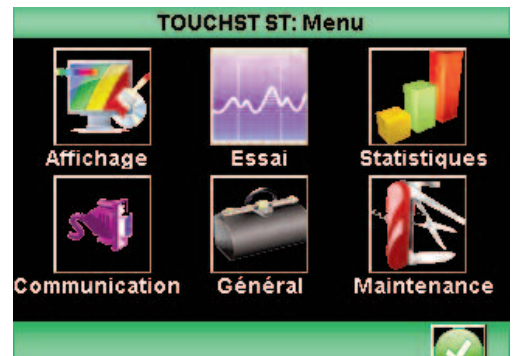 TOUCHST ST: Menu
Affichage Essai Statistiques
Communication Général Maintenance